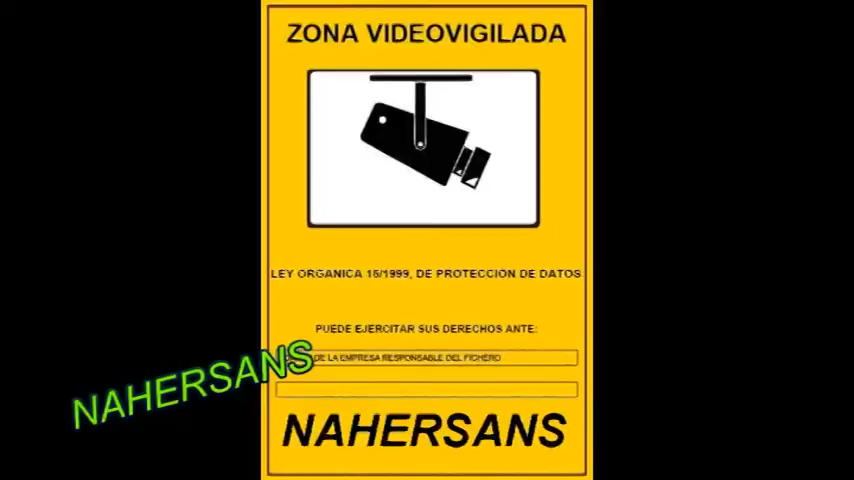 ZONA VIDEOVIGILADA
LEY ORGANICA 15/1999, DE PROTECCION DE DATOS
PUEDE EJERCITAR SUS DERECHOS ANTE:
DE LA EMPRESA RESPONSABLE DEL FICHERO
NAHERSANS
NAHERSANS